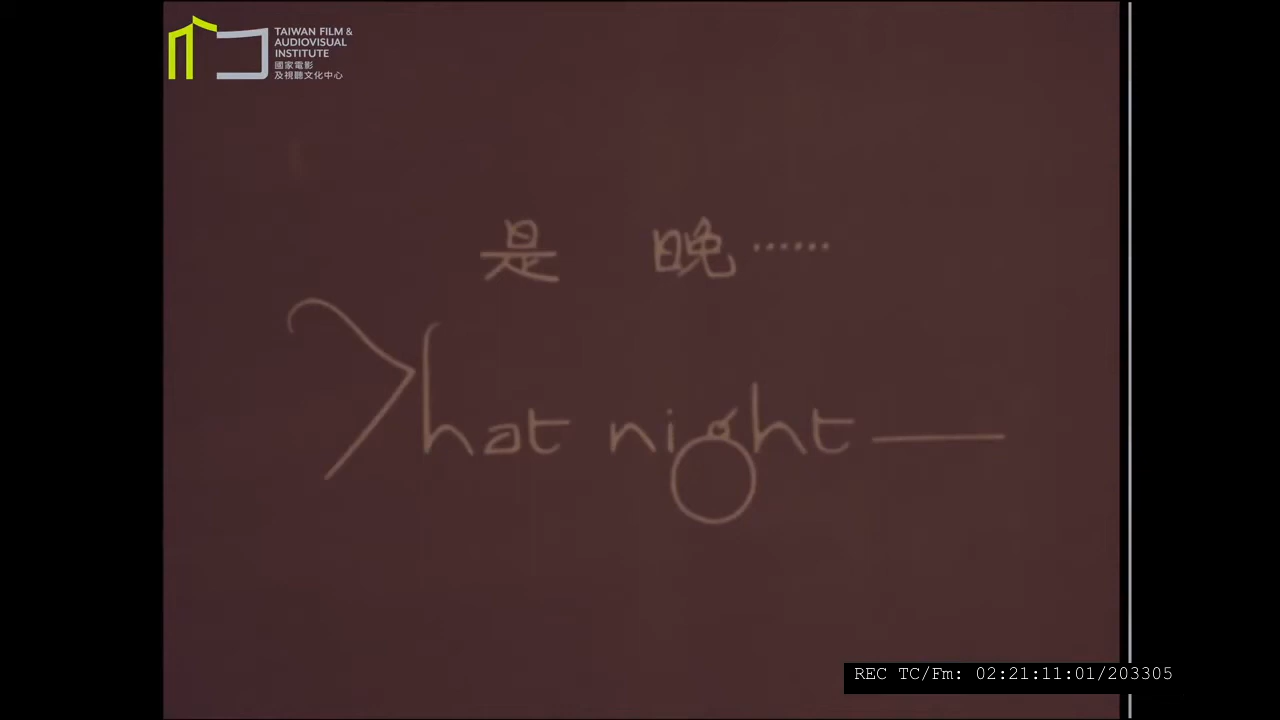 TAIWAN FILM &
AUDIOVISUAL
INSTITUTE
國家電影
及視聽文化中心
是 晚……
That night —
REC TC/Fm: 02:21:11:01/203305